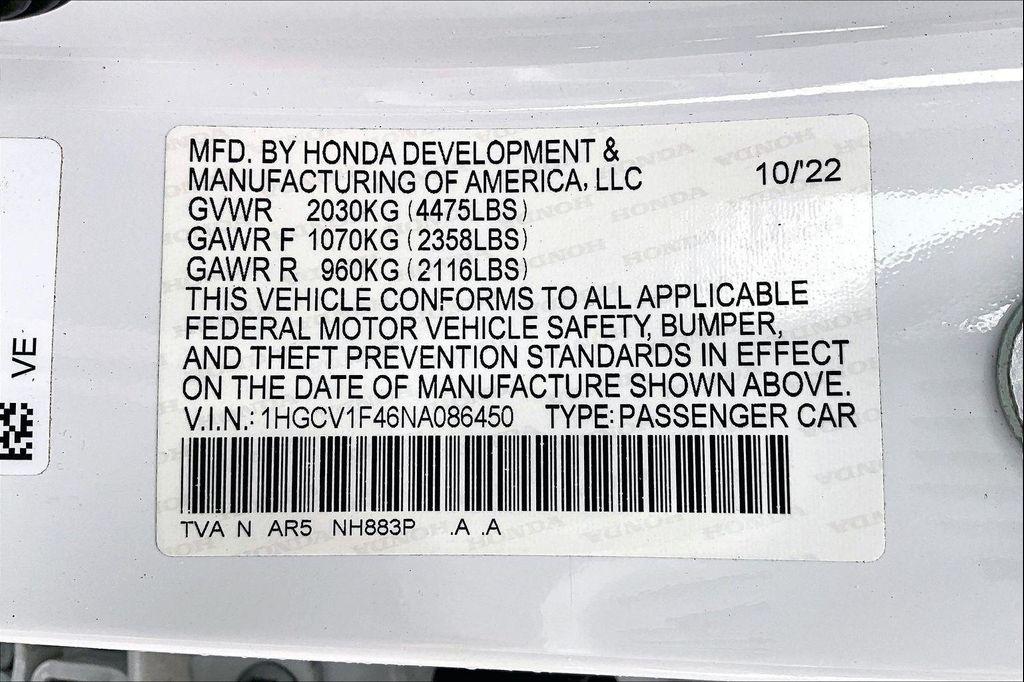 MFD. BY HONDA DEVELOPMENT &
MANUFACTURING OF AMERICA, LLC 10/'22
GVWR 2030KG (4475LBS)
GAWR F 1070KG (2358LBS)
GAWR R 960KG (2116LBS)
THIS VEHICLE CONFORMS TO ALL APPLICABLE
FEDERAL MOTOR VEHICLE SAFETY, BUMPER,
AND THEFT PREVENTION STANDARDS IN EFFECT
ON THE DATE OF MANUFACTURE SHOWN ABOVE.
V.I.N.: 1HGCV1F46NA086450 TYPE: PASSENGER CAR
TVA N AR5 NH883P .A .A
VE